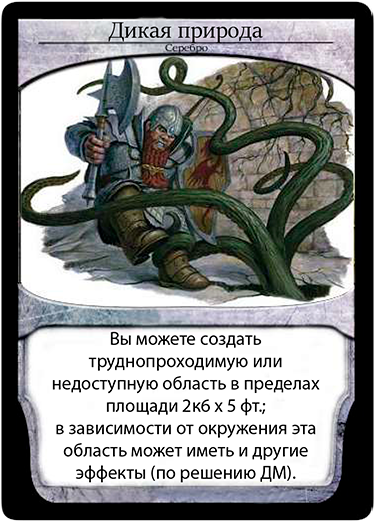 Дикая природа
Серебро
Вы можете создать
труднопроходимую или
недоступную область в пределах
площади 2к6 х 5 фт.;
в зависимости от окружения эта
область может иметь и другие
эффекты (по решению ДМ).